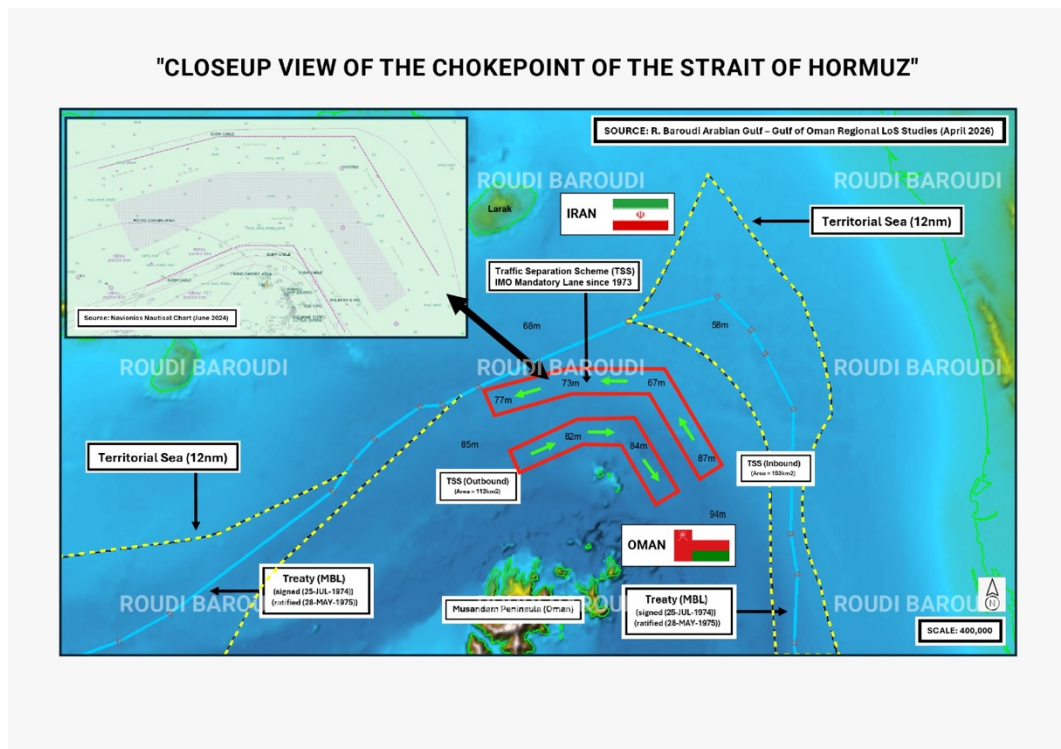 "CLOSEUP VIEW OF THE CHOKEPOINT OF THE STRAIT OF HORMUZ"
SOURCE: R. Baroudi Arabian Gulf – Gulf of Oman Regional LoS Studies (April 2026)
Source: Navionics Nautical Chart (June 2024)
ROUDI BAROUDI
ROUDI BAROUDI
Larak
IRAN
Territorial Sea (12nm)
Traffic Separation Scheme (TSS)
IMO Mandatory Lane since 1973
68m
58m
ROUDI BAROUDI
ROUDI BAROUDI
ROUDI BAROUDI
77m
73m
67m
85m
82m
84m
87m
Territorial Sea (12nm)
TSS (Outbound)
(Area = 112km2)
TSS (Inbound)
(Area = 153km2)
94m
OMAN
Treaty (MBL)
(signed (25-JUL-1974))
(ratified (28-MAY-1975))
ROUDI BAROU
ROUDI BAROUDI
Musandam Peninsula (Oman)
Treaty (MBL)
(signed (25-JUL-1974))
(ratified (28-MAY-1975))
N
SCALE: 400,000